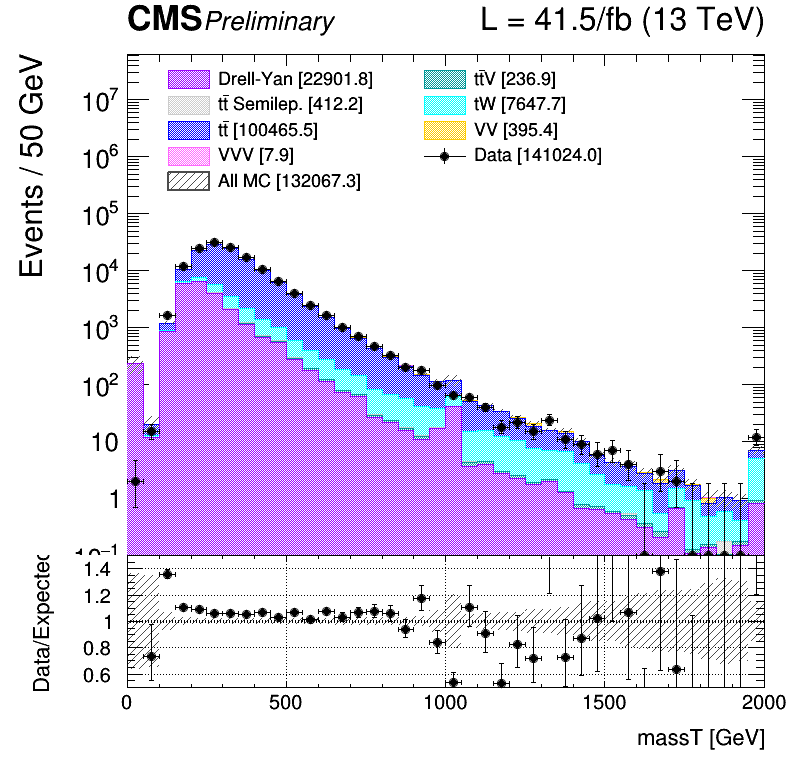 CMS Preliminary L = 41.5/fb (13 TeV)
Events / 50 GeV
Drell-Yan [22901.8]
tt̄ Semilep. [412.2]
tt̄ [100465.5]
VVV [7.9]
All MC [132067.3]
tt̄V [236.9]
tW [7647.7]
VV [395.4]
Data [141024.0]
10⁷
10⁶
10⁵
10⁴
10³
10²
10
1
10⁻¹
Data/Expected
1.4
1.2
1
0.8
0.6
0 500 1000 1500 2000
massT [GeV]